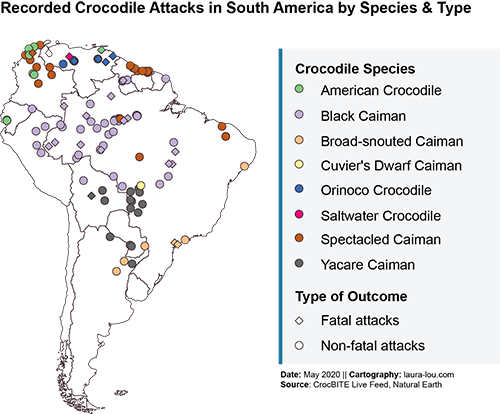 Recorded Crocodile Attacks in South America by Species & Type
Crocodile Species
American Crocodile
Black Caiman
Broad-snouted Caiman
Cuvier's Dwarf Caiman
Orinoco Crocodile
Saltwater Crocodile
Spectacled Caiman
Yacare Caiman
Type of Outcome
Fatal attacks
Non-fatal attacks
Date: May 2020 || Cartography: laura-lou.com
Source: CrocBITE Live Feed, Natural Earth